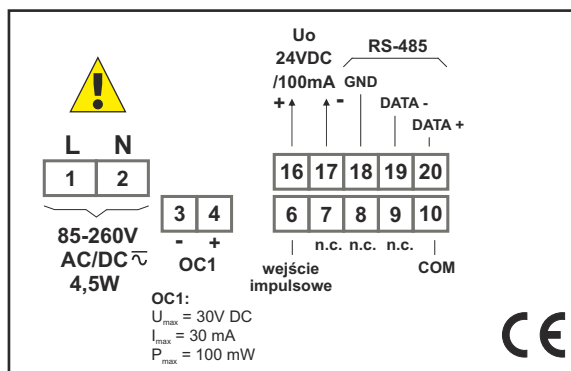 Uo
24VDC
/100mA
+ -
RS-485
GND
DATA -
DATA +
L N
1 2
16 17 18 19 20
3 4
6 7 8 9 10
- +
OC1
n.c. n.c. n.c.
85-260V
AC/DC
4,5W
wejście
impulsowe
COM
OC1:
Umax = 30V DC
Imax = 30 mA
Pmax = 100 mW
CE